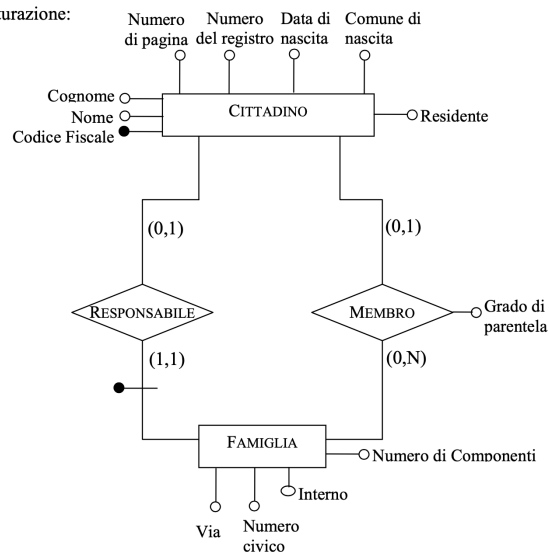 turazione:
Numero
di pagina
Numero
del registro
Data di
nascita
Comune di
nascita
Cognome
Nome
Codice Fiscale
CITTADINO
Residente
(0,1)
(0,1)
RESPONSABILE
MEMBRO
Grado di
parentela
(1,1)
(0,N)
FAMIGLIA
Numero di Componenti
Interno
Via
Numero
civico